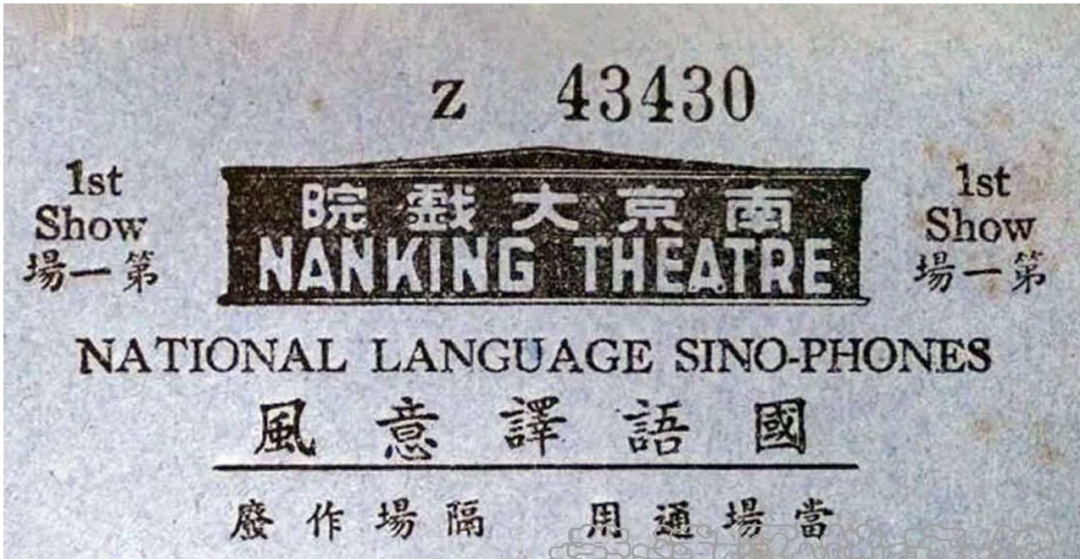 Z 43430
1st
Show
第一場
南京大戲院
NANKING THEATRE
1st
Show
第一場
NATIONAL LANGUAGE SINO-PHONES
國語譯意風
當場通用 隔場作廢